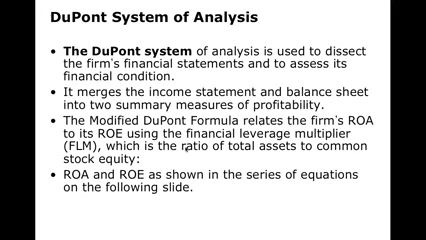 DuPont System of Analysis
• The DuPont system of analysis is used to dissect
the firm's financial statements and to assess its
financial condition.
• It merges the income statement and balance sheet
into two summary measures of profitability.
• The Modified DuPont Formula relates the firm's ROA
to its ROE using the financial leverage multiplier
(FLM), which is the ratio of total assets to common
stock equity:
• ROA and ROE as shown in the series of equations
on the following slide.